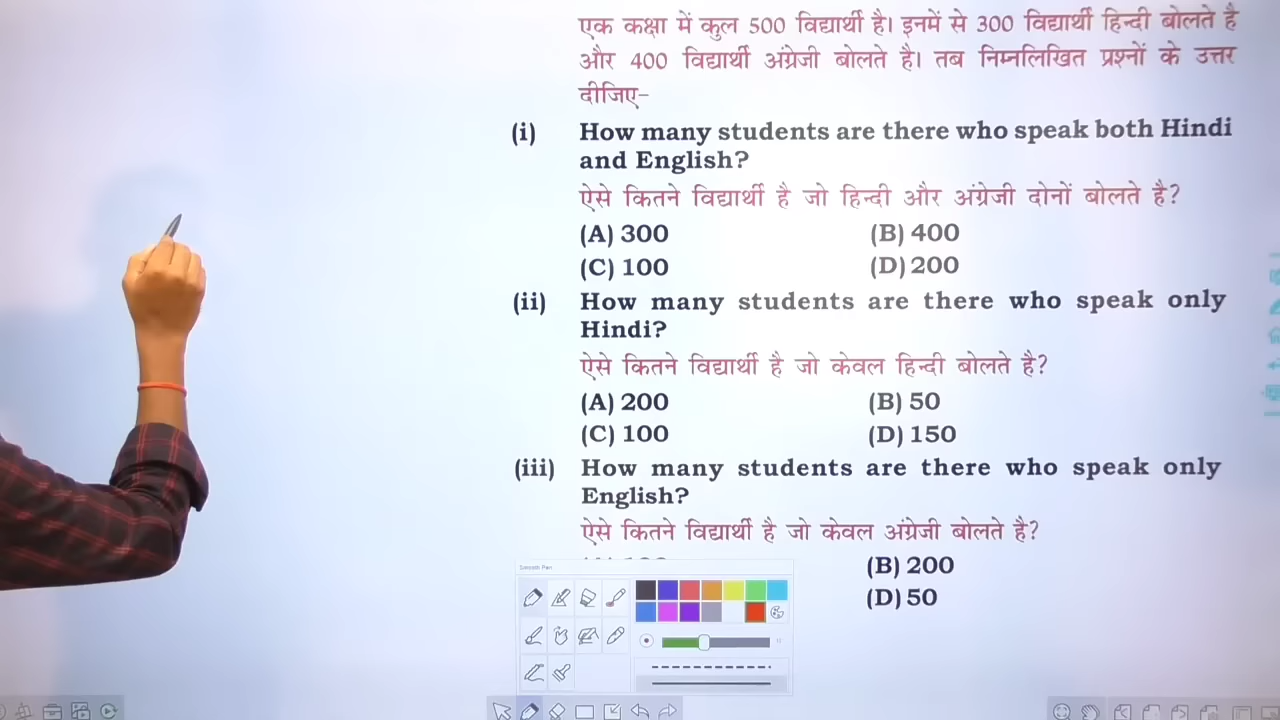 एक कक्षा में कुल 500 विद्यार्थी है। इनमें से 300 विद्यार्थी हिन्दी बोलते है
और 400 विद्यार्थी अंग्रेजी बोलते है। तब निम्नलिखित प्रश्नों के उत्तर
दीजिए-
(i) How many students are there who speak both Hindi
and English?
ऐसे कितने विद्यार्थी है जो हिन्दी और अंग्रेजी दोनों बोलते है?
(A) 300 (B) 400
(C) 100 (D) 200
(ii) How many students are there who speak only
Hindi?
ऐसे कितने विद्यार्थी है जो केवल हिन्दी बोलते है?
(A) 200 (B) 50
(C) 100 (D) 150
(iii) How many students are there who speak only
English?
ऐसे कितने विद्यार्थी है जो केवल अंग्रेजी बोलते है?
(B) 200
(D) 50
Smooth Pen